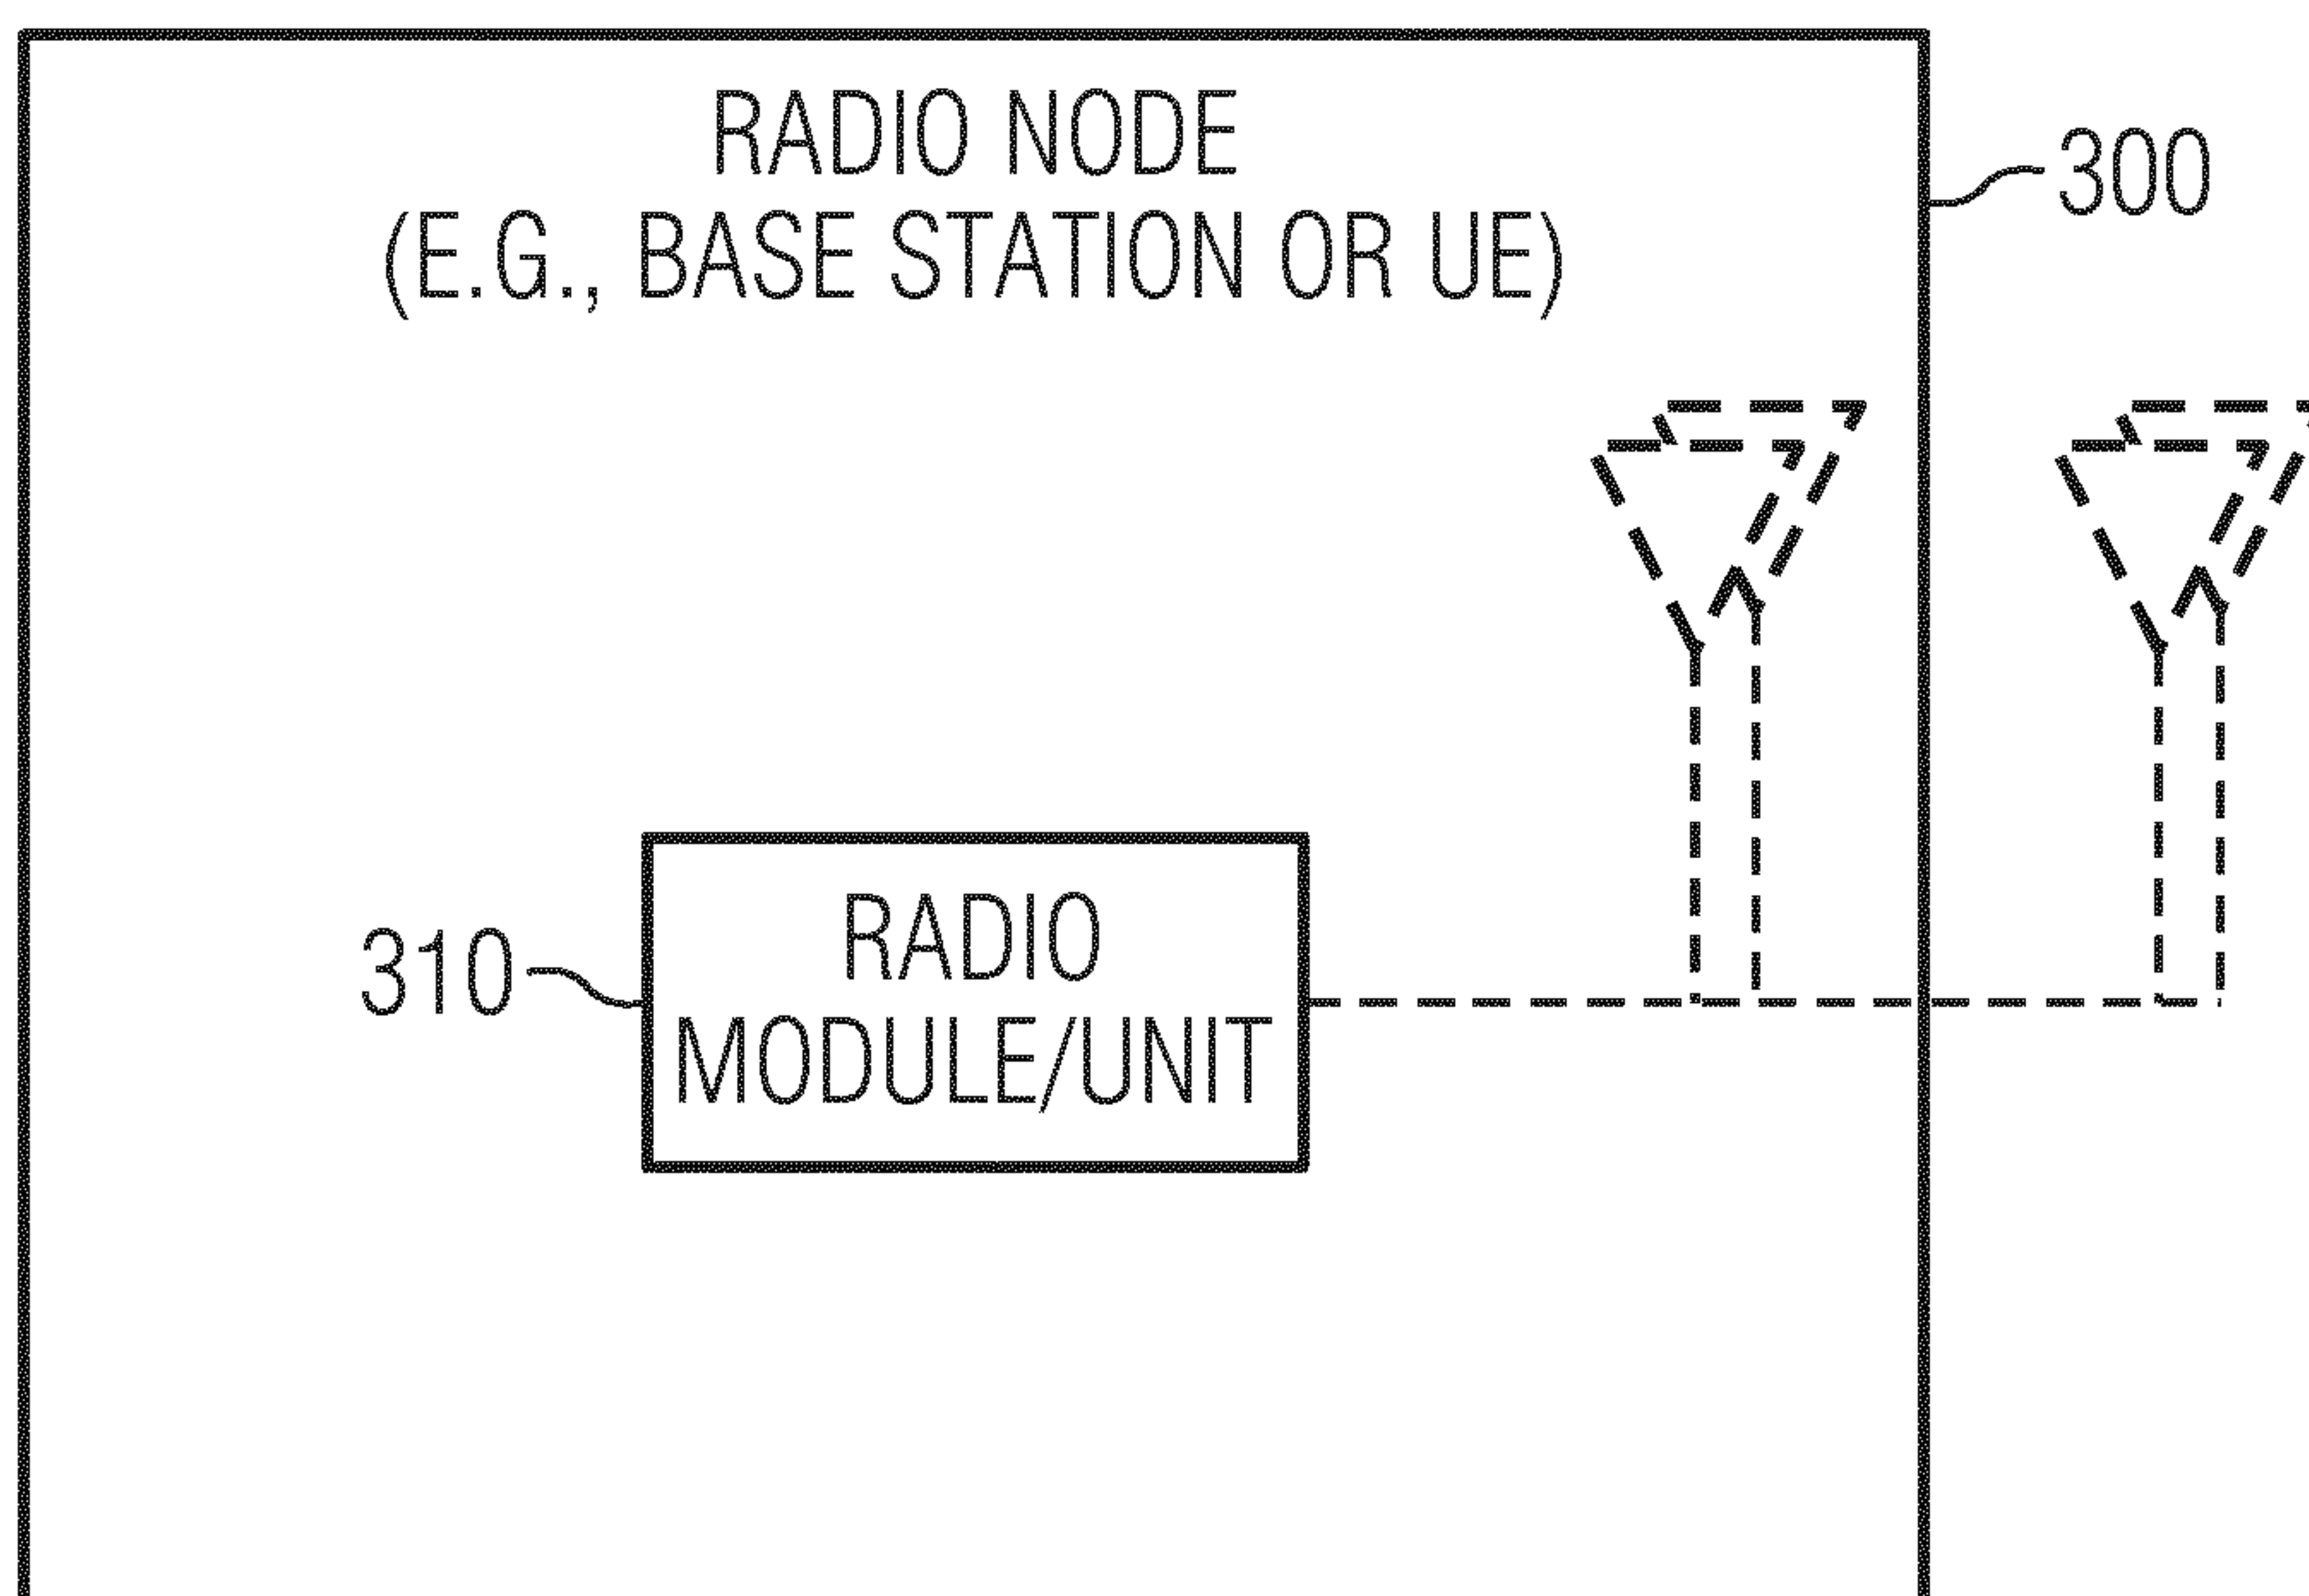 RADIO NODE
(E.G., BASE STATION OR UE)
300
310
RADIO
MODULE/UNIT